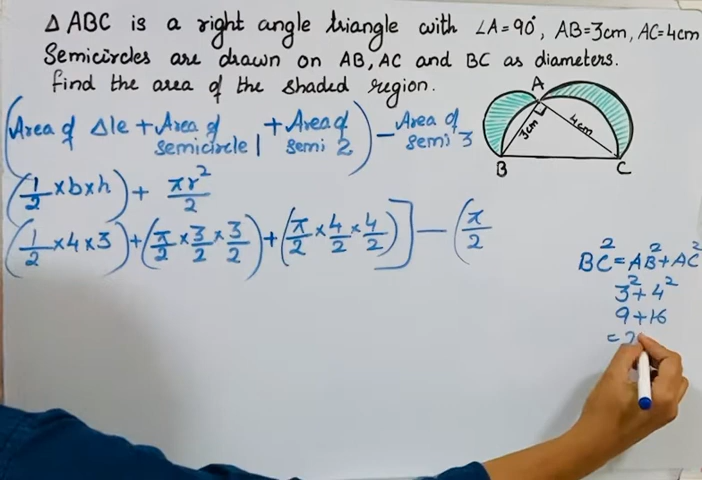 Δ ABC is a right angle triangle with ∠A=90°, AB=3cm, AC=4cm
Semicircles are drawn on AB, AC and BC as diameters.
find the area of the shaded region.
A
3cm
4cm
B
C
(Area of Δle + Area of semicircle 1 + Area of semi 2) - Area of semi 3
(1/2 × b × h) + πr²/2
(1/2 × 4 × 3) + (π/2 × 3/2 × 3/2) + (π/2 × 4/2 × 4/2)] - (π/2
BC² = AB² + AC²
3² + 4²
9 + 16
= 2